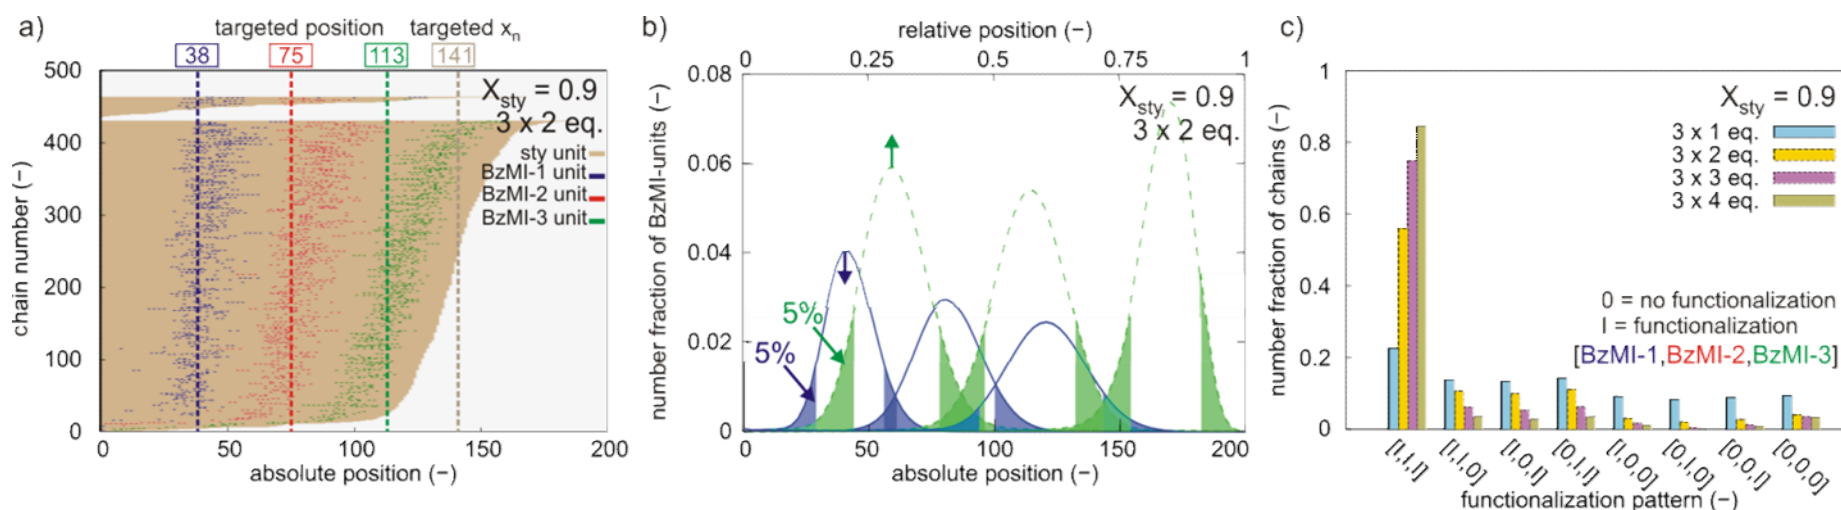 a)
targeted position
targeted xn
38
75
113
141
500
400
300
200
100
0
chain number (−)
Xsty = 0.9
3 x 2 eq.
sty unit
BzMI-1 unit
BzMI-2 unit
BzMI-3 unit
0
50
100
150
200
absolute position (−)
b)
relative position (−)
0
0.25
0.5
0.75
1
0.08
0.06
0.04
0.02
0
number fraction of BzMI-units (−)
Xsty = 0.9
3 x 2 eq.
5%
5%
0
50
100
150
200
absolute position (−)
c)
1
0.8
0.6
0.4
0.2
0
number fraction of chains (−)
Xsty = 0.9
3 x 1 eq.
3 x 2 eq.
3 x 3 eq.
3 x 4 eq.
0 = no functionalization
I = functionalization
[BzMI-1,BzMI-2,BzMI-3]
[I,I,I]
[I,I,0]
[I,0,I]
[0,I,I]
[I,0,0]
[0,I,0]
[0,0,I]
[0,0,0]
functionalization pattern (−)